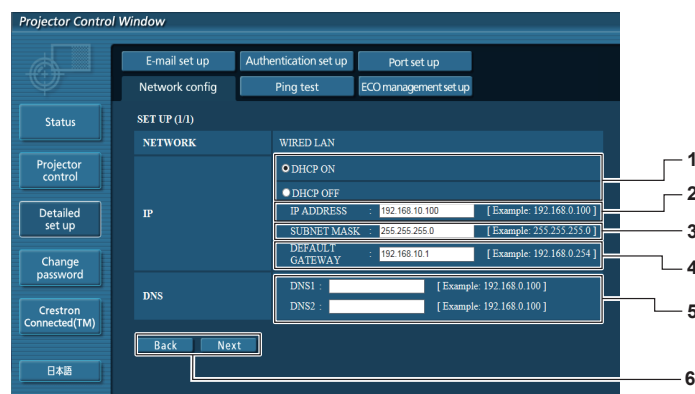 Projector Control Window
E-mail set up
Authentication set up
Port set up
Network config
Ping test
ECO management set up
Status
Projector
control
Detailed
set up
Change
password
Crestron
Connected(TM)
日本語
SET UP (1/1)
NETWORK
WIRED LAN
IP
DHCP ON
DHCP OFF
IP ADDRESS : 192.168.10.100 [ Example: 192.168.0.100 ]
SUBNET MASK : 255.255.255.0 [ Example: 255.255.255.0 ]
DEFAULT
GATEWAY : 192.168.10.1 [ Example: 192.168.0.254 ]
DNS
DNS1 : [ Example: 192.168.0.100 ]
DNS2 : [ Example: 192.168.0.100 ]
Back
Next
1
2
3
4
5
6